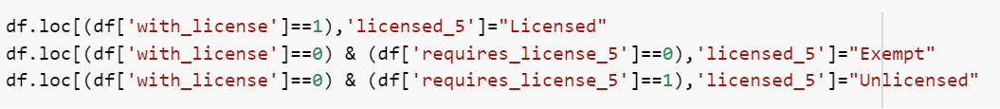 df.loc[(df['with_license']==1),'licensed_5']="Licensed"
df.loc[(df['with_license']==0) & (df['requires_license_5']==0),'licensed_5']="Exempt"
df.loc[(df['with_license']==0) & (df['requires_license_5']==1),'licensed_5']="Unlicensed"